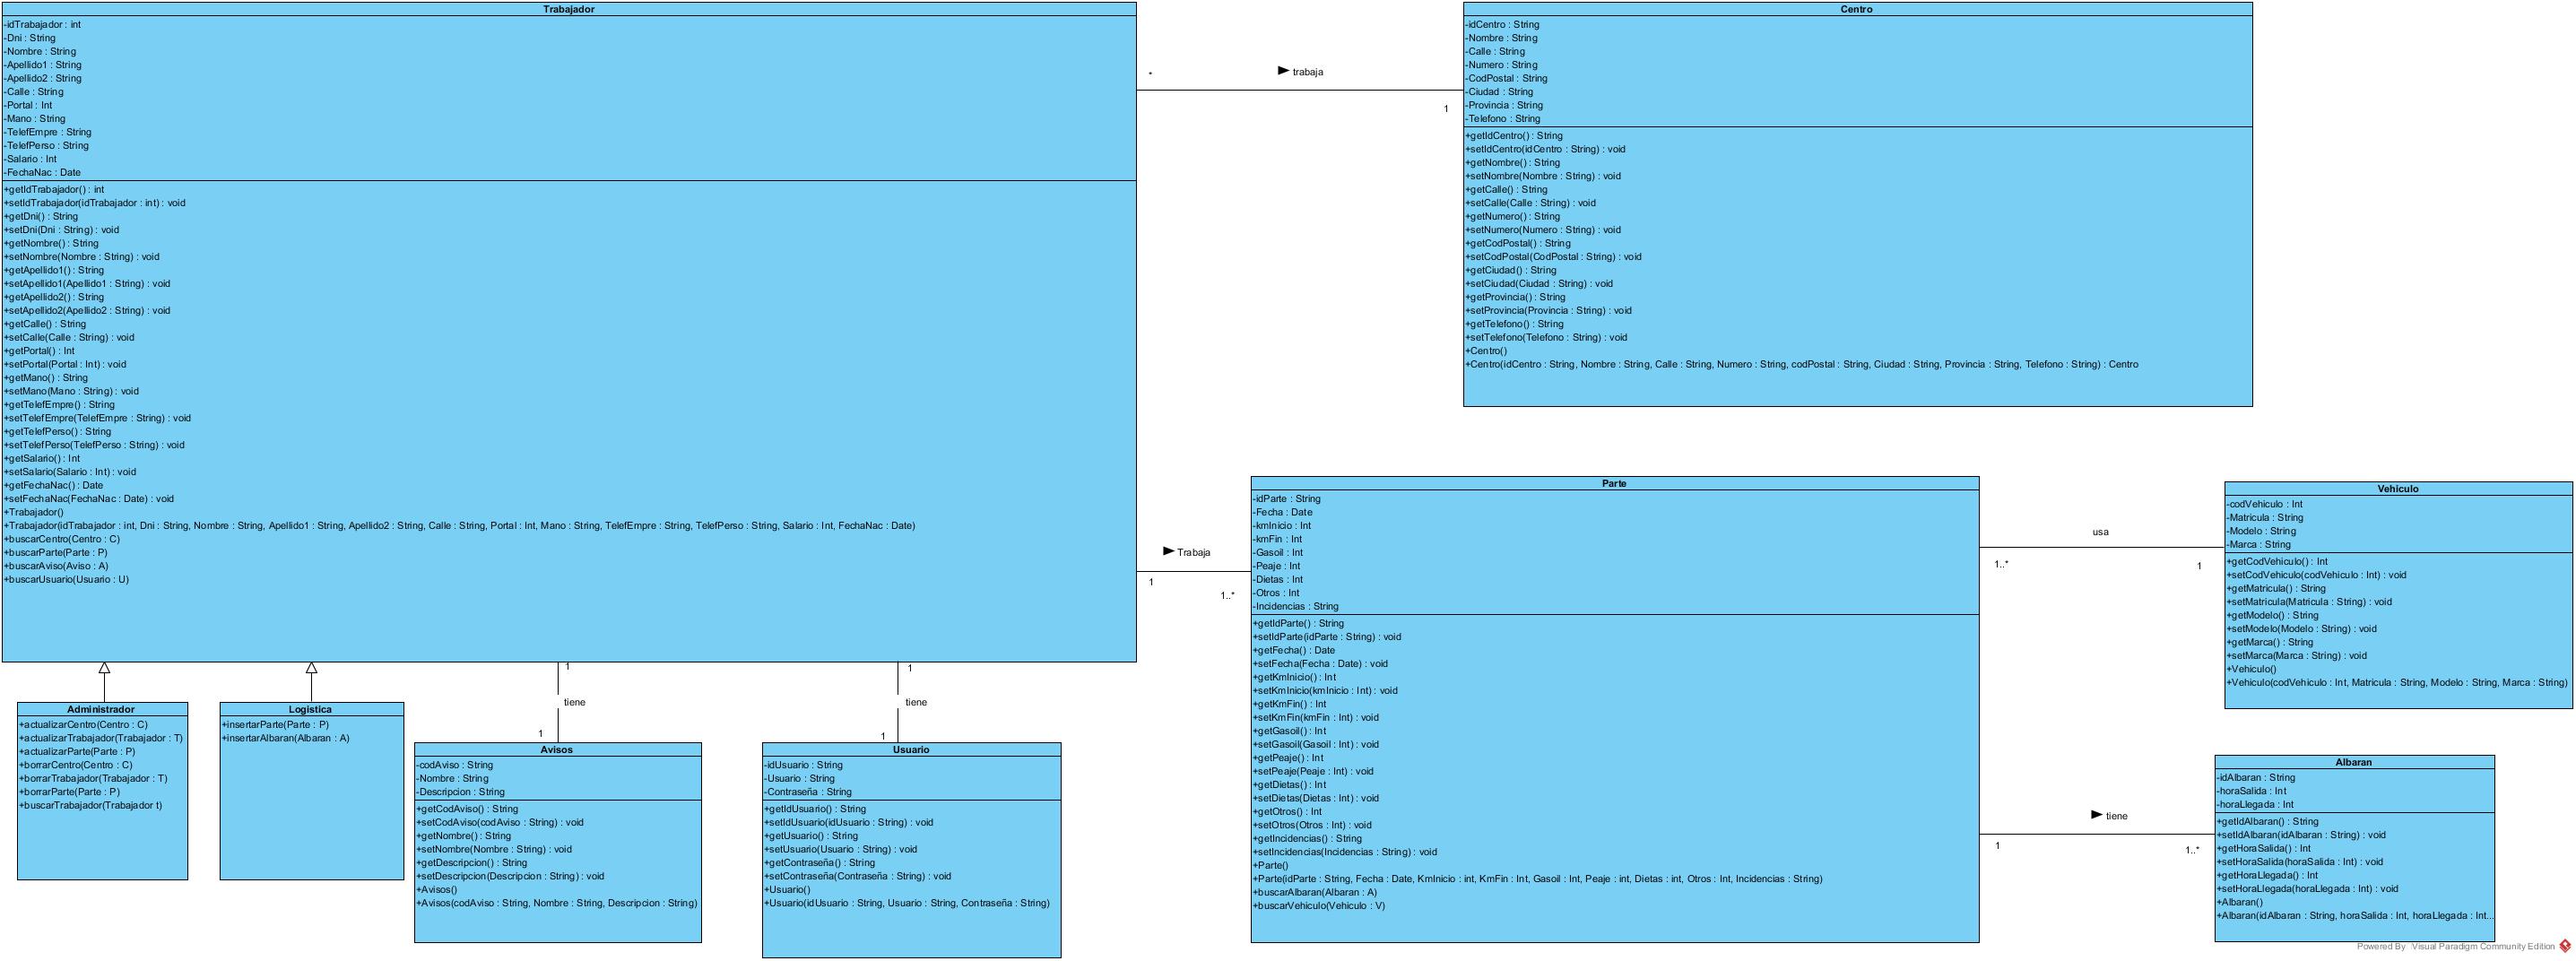 Trabajador
-idTrabajador : int
-Dni : String
-Nombre : String
-Apellido1 : String
-Apellido2 : String
-Calle : String
-Portal : Int
-Mano : String
-TelefEmpre : String
-TelefPerso : String
-Salario : Int
-FechaNac : Date
+getIdTrabajador() : int
+setIdTrabajador(idTrabajador : int) : void
+getDni() : String
+setDni(Dni : String) : void
+getNombre() : String
+setNombre(Nombre : String) : void
+getApellido1() : String
+setApellido1(Apellido1 : String) : void
+getApellido2() : String
+setApellido2(Apellido2 : String) : void
+getCalle() : String
+setCalle(Calle : String) : void
+getPortal() : Int
+setPortal(Portal : Int) : void
+getMano() : String
+setMano(Mano : String) : void
+getTelefEmpre() : String
+setTelefEmpre(TelefEmpre : String) : void
+getTelefPerso() : String
+setTelefPerso(TelefPerso : String) : void
+getSalario() : Int
+setSalario(Salario : Int) : void
+getFechaNac() : Date
+setFechaNac(FechaNac : Date) : void
+Trabajador()
+Trabajador(idTrabajador : int, Dni : String, Nombre : String, Apellido1 : String, Apellido2 : String, Calle : String, Portal : Int, Mano : String, TelefEmpre : String, TelefPerso : String, Salario : Int, FechaNac : Date)
+buscarCentro(Centro : C)
+buscarParte(Parte : P)
+buscarAviso(Aviso : A)
+buscarUsuario(Usuario : U)
*
trabaja
1
Centro
-idCentro : String
-Nombre : String
-Calle : String
-Numero : String
-CodPostal : String
-Ciudad : String
-Provincia : String
-Telefono : String
+getIdCentro() : String
+setIdCentro(idCentro : String) : void
+getNombre() : String
+setNombre(Nombre : String) : void
+getCalle() : String
+setCalle(Calle : String) : void
+getNumero() : String
+setNumero(Numero : String) : void
+getCodPostal() : String
+setCodPostal(CodPostal : String) : void
+getCiudad() : String
+setCiudad(Ciudad : String) : void
+getProvincia() : String
+setProvincia(Provincia : String) : void
+getTelefono() : String
+setTelefono(Telefono : String) : void
+Centro()
+Centro(idCentro : String, Nombre : String, Calle : String, Numero : String, codPostal : String, Ciudad : String, Provincia : String, Telefono : String) : Centro
Trabaja
1
1..*
Parte
-idParte : String
-Fecha : Date
-kmInicio : Int
-kmFin : Int
-Gasoil : Int
-Peaje : Int
-Dietas : Int
-Otros : Int
-Incidencias : String
+getIdParte() : String
+setIdParte(idParte : String) : void
+getFecha() : Date
+setFecha(Fecha : Date) : void
+getKmInicio() : Int
+setKmInicio(kmInicio : Int) : void
+getKmFin() : Int
+setKmFin(kmFin : Int) : void
+getGasoil() : Int
+setGasoil(Gasoil : Int) : void
+getPeaje() : Int
+setPeaje(Peaje : Int) : void
+getDietas() : Int
+setDietas(Dietas : Int) : void
+getOtros() : Int
+setOtros(Otros : Int) : void
+getIncidencias() : String
+setIncidencias(Incidencias : String) : void
+Parte()
+Parte(idParte : String, Fecha : Date, KmInicio : int, KmFin : Int, Gasoil : Int, Peaje : int, Dietas : int, Otros : Int, Incidencias : String)
+buscarAlbaran(Albaran : A)
+buscarVehiculo(Vehiculo : V)
usa
1..*
1
Vehiculo
-codVehiculo : Int
-Matricula : String
-Modelo : String
-Marca : String
+getCodVehiculo() : Int
+setCodVehiculo(codVehiculo : Int) : void
+getMatricula() : String
+setMatricula(Matricula : String) : void
+getModelo() : String
+setModelo(Modelo : String) : void
+getMarca() : String
+setMarca(Marca : String) : void
+Vehiculo()
+Vehiculo(codVehiculo : Int, Matricula : String, Modelo : String, Marca : String)
tiene
1
1..*
Albaran
-idAlbaran : String
-horaSalida : Int
-horaLlegada : Int
+getIdAlbaran() : String
+setIdAlbaran(idAlbaran : String) : void
+getHoraSalida() : Int
+setHoraSalida(horaSalida : Int) : void
+getHoraLlegada() : Int
+setHoraLlegada(horaLlegada : Int) : void
+Albaran()
+Albaran(idAlbaran : String, horaSalida : Int, horaLlegada : Int...
Administrador
+actualizarCentro(Centro : C)
+actualizarTrabajador(Trabajador : T)
+actualizarParte(Parte : P)
+borrarCentro(Centro : C)
+borrarTrabajador(Trabajador : T)
+borrarParte(Parte : P)
+buscarTrabajador(Trabajador t)
Logistica
+insertarParte(Parte : P)
+insertarAlbaran(Albaran : A)
1
tiene
1
Avisos
-codAviso : String
-Nombre : String
-Descripcion : String
+getCodAviso() : String
+setCodAviso(codAviso : String) : void
+getNombre() : String
+setNombre(Nombre : String) : void
+getDescripcion() : String
+setDescripcion(Descripcion : String) : void
+Avisos()
+Avisos(codAviso : String, Nombre : String, Descripcion : String)
1
tiene
1
Usuario
-idUsuario : String
-Usuario : String
-Contraseña : String
+getIdUsuario() : String
+setIdUsuario(idUsuario : String) : void
+getUsuario() : String
+setUsuario(Usuario : String) : void
+getContraseña() : String
+setContraseña(Contraseña : String) : void
+Usuario()
+Usuario(idUsuario : String, Usuario : String, Contraseña : String)
Powered By Visual Paradigm Community Edition